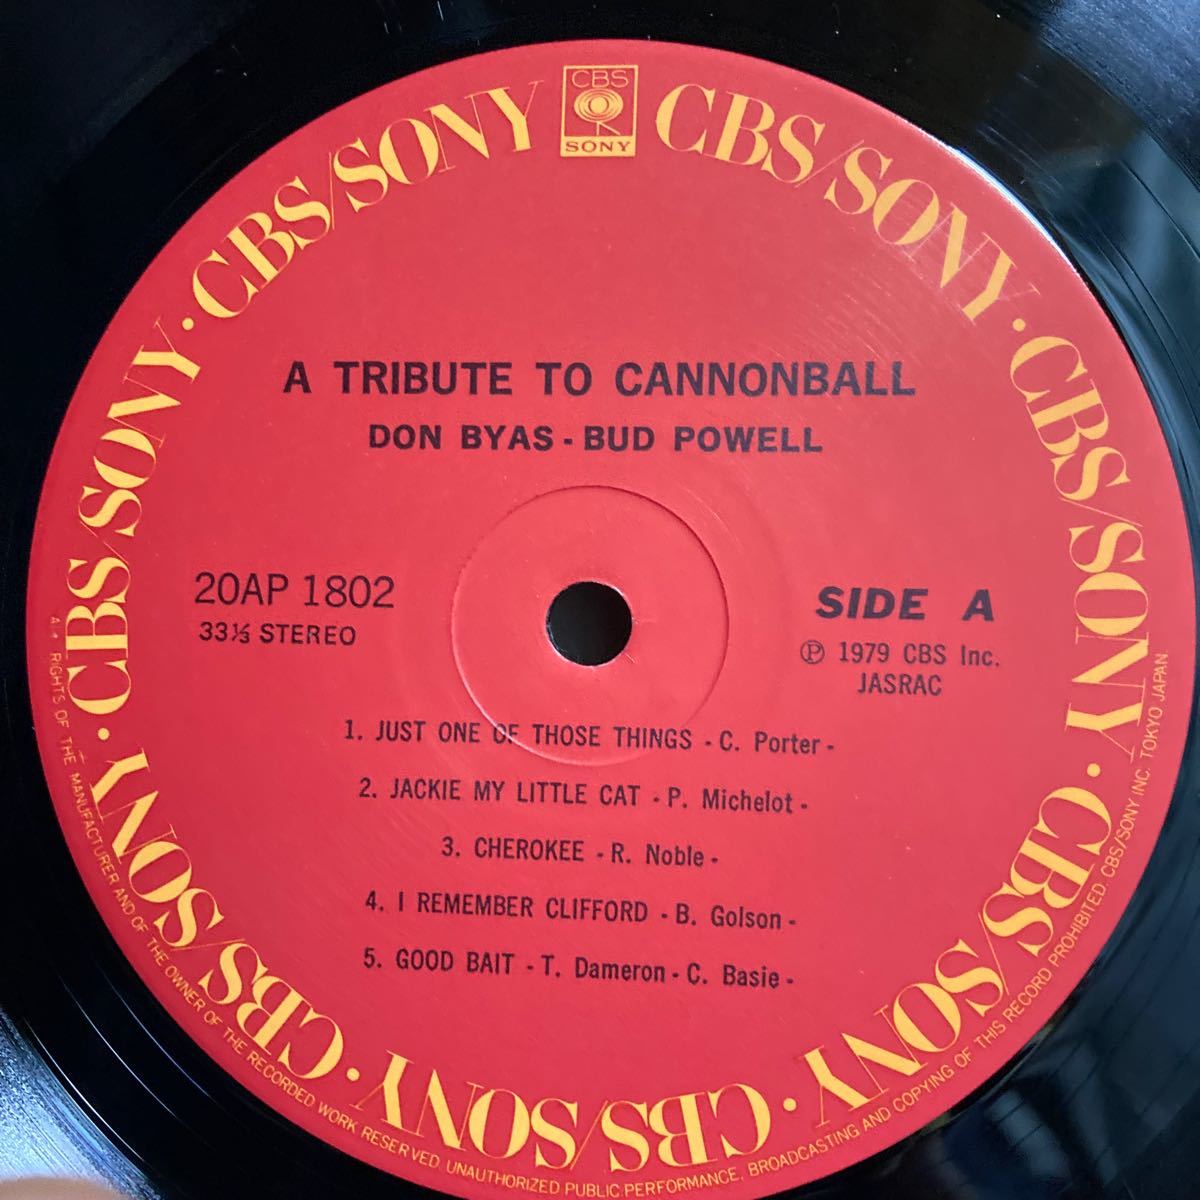 CBS
SONY
CBS/SONY · CBS/SONY · CBS/SONY · CBS/SONY · CBS/SONY · CBS/SONY · CBS/SONY · CBS/SONY
A TRIBUTE TO CANNONBALL
DON BYAS - BUD POWELL
20AP 1802
33⅓ STEREO
SIDE A
Ⓟ 1979 CBS Inc.
JASRAC
1. JUST ONE OF THOSE THINGS - C. Porter -
2. JACKIE MY LITTLE CAT - P. Michelot -
3. CHEROKEE - R. Noble -
4. I REMEMBER CLIFFORD - B. Golson -
5. GOOD BAIT - T. Dameron - C. Basie -
ALL RIGHTS OF THE MANUFACTURER AND OF THE OWNER OF THE RECORDED WORK RESERVED. UNAUTHORIZED PUBLIC PERFORMANCE, BROADCASTING AND COPYING OF THIS RECORD PROHIBITED. CBS/SONY INC. TOKYO JAPAN.